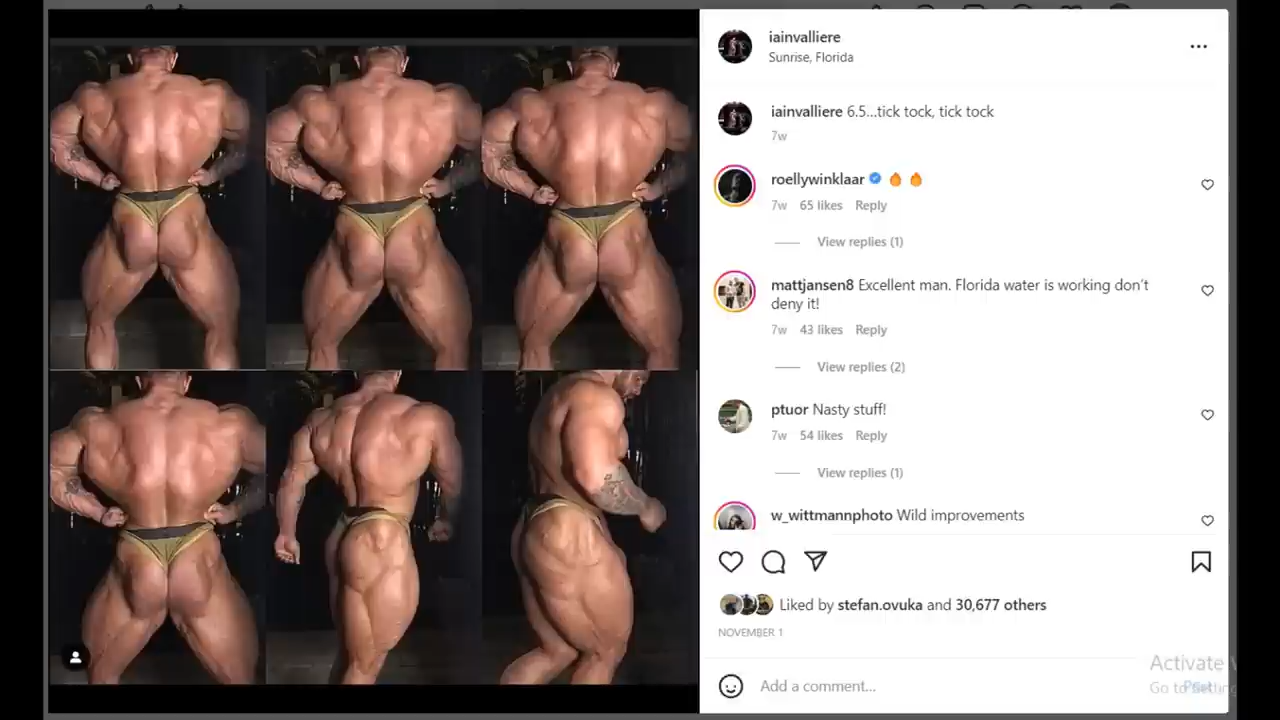 iainvalliere
Sunrise, Florida
iainvalliere 6.5...tick tock, tick tock
7w
roellywinklaar 🔥 🔥
7w 65 likes Reply
View replies (1)
mattjansen8 Excellent man. Florida water is working don't
deny it!
7w 43 likes Reply
View replies (2)
ptuor Nasty stuff!
7w 54 likes Reply
View replies (1)
w_wittmannphoto Wild improvements
Liked by stefan.ovuka and 30,677 others
NOVEMBER 1
Activate
Add a comment...
Go to
Post